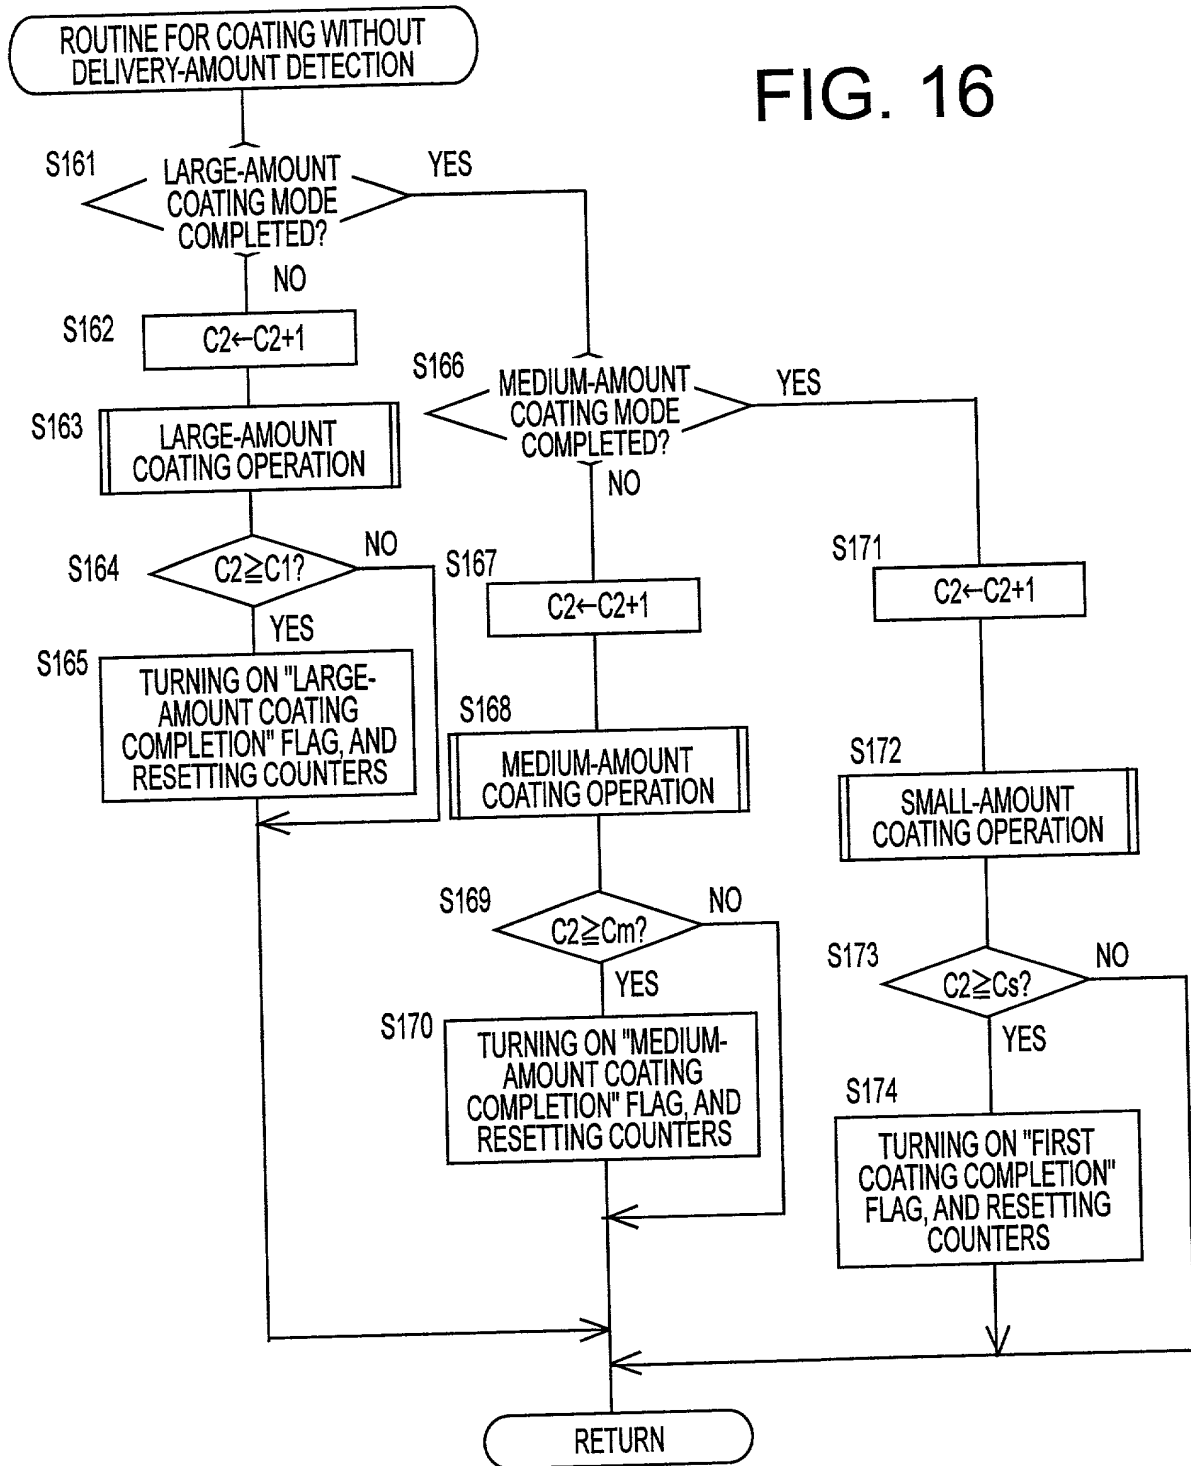 ROUTINE FOR COATING WITHOUT
DELIVERY-AMOUNT DETECTION
FIG. 16
S161
LARGE-AMOUNT
COATING MODE
COMPLETED?
YES
NO
S162
C2←C2+1
S163
LARGE-AMOUNT
COATING OPERATION
S164
C2≧C1?
NO
YES
S165
TURNING ON "LARGE-
AMOUNT COATING
COMPLETION" FLAG, AND
RESETTING COUNTERS
S166
MEDIUM-AMOUNT
COATING MODE
COMPLETED?
YES
NO
S167
C2←C2+1
S168
MEDIUM-AMOUNT
COATING OPERATION
S169
C2≧Cm?
NO
YES
S170
TURNING ON "MEDIUM-
AMOUNT COATING
COMPLETION" FLAG, AND
RESETTING COUNTERS
S171
C2←C2+1
S172
SMALL-AMOUNT
COATING OPERATION
S173
C2≧Cs?
NO
YES
S174
TURNING ON "FIRST
COATING COMPLETION"
FLAG, AND RESETTING
COUNTERS
RETURN